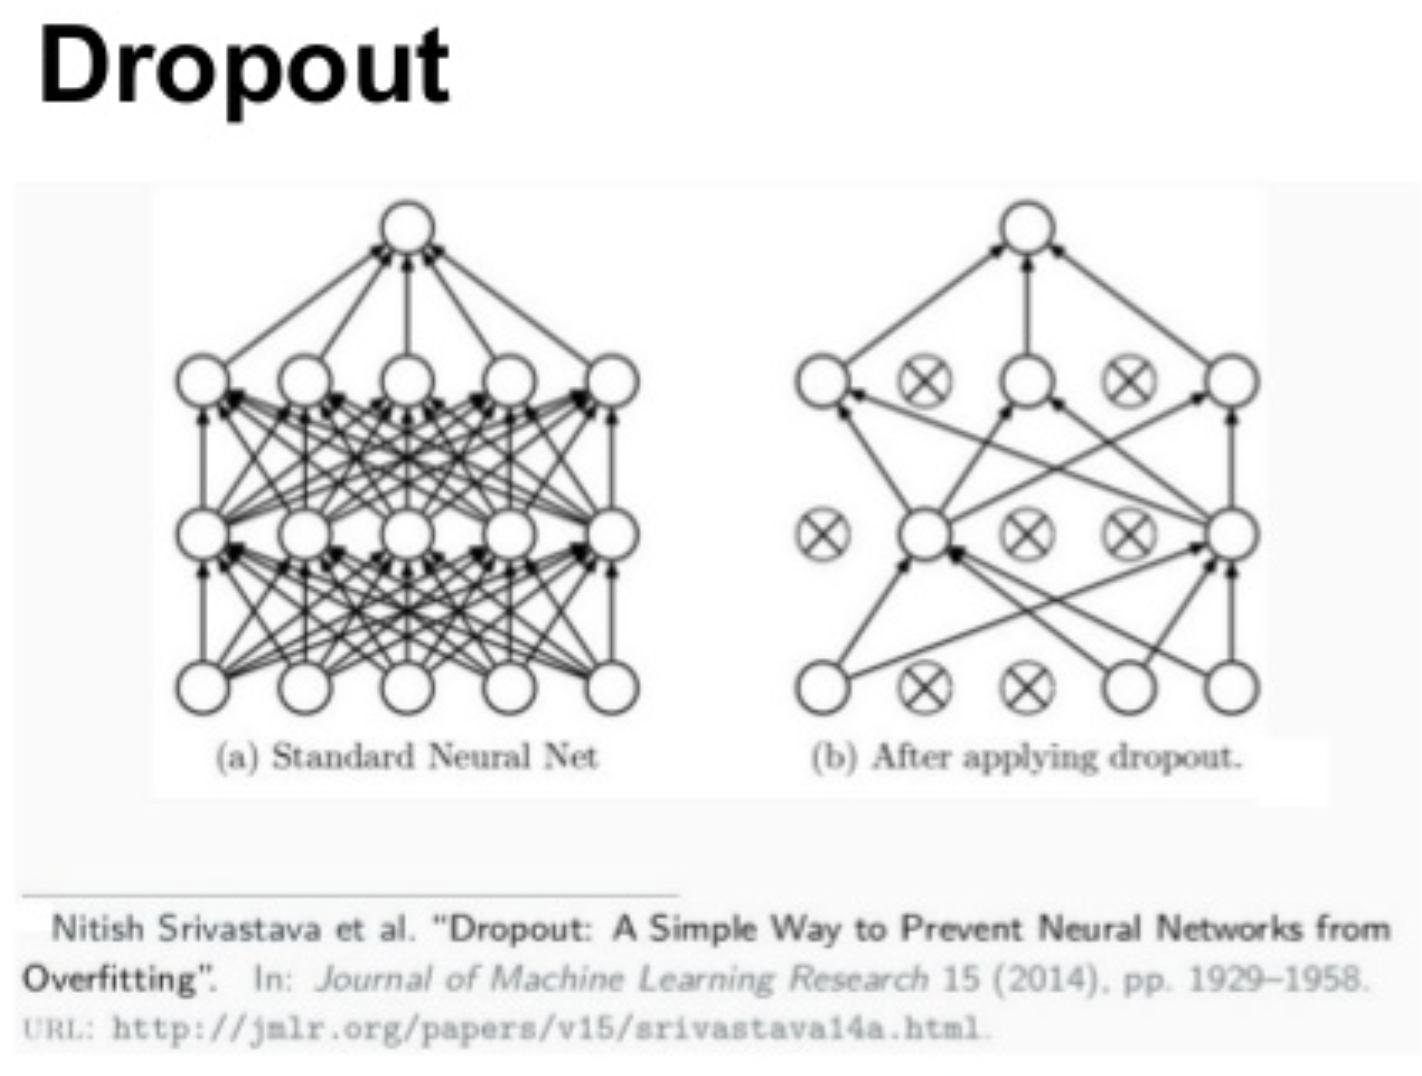 Dropout
(a) Standard Neural Net
(b) After applying dropout.
Nitish Srivastava et al. "Dropout: A Simple Way to Prevent Neural Networks from
Overfitting". In: Journal of Machine Learning Research 15 (2014), pp. 1929–1958.
URL: http://jmlr.org/papers/v15/srivastava14a.html.